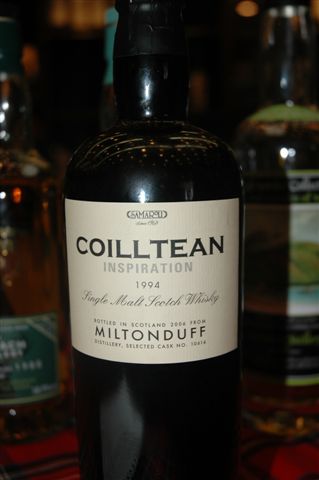 SAMAROLI
since 1968
COILLTEAN
INSPIRATION
1994
Single Malt Scotch Whisky
BOTTLED IN SCOTLAND 2006 FROM
MILTONDUFF
DISTILLERY, SELECTED CASK NO. 10614